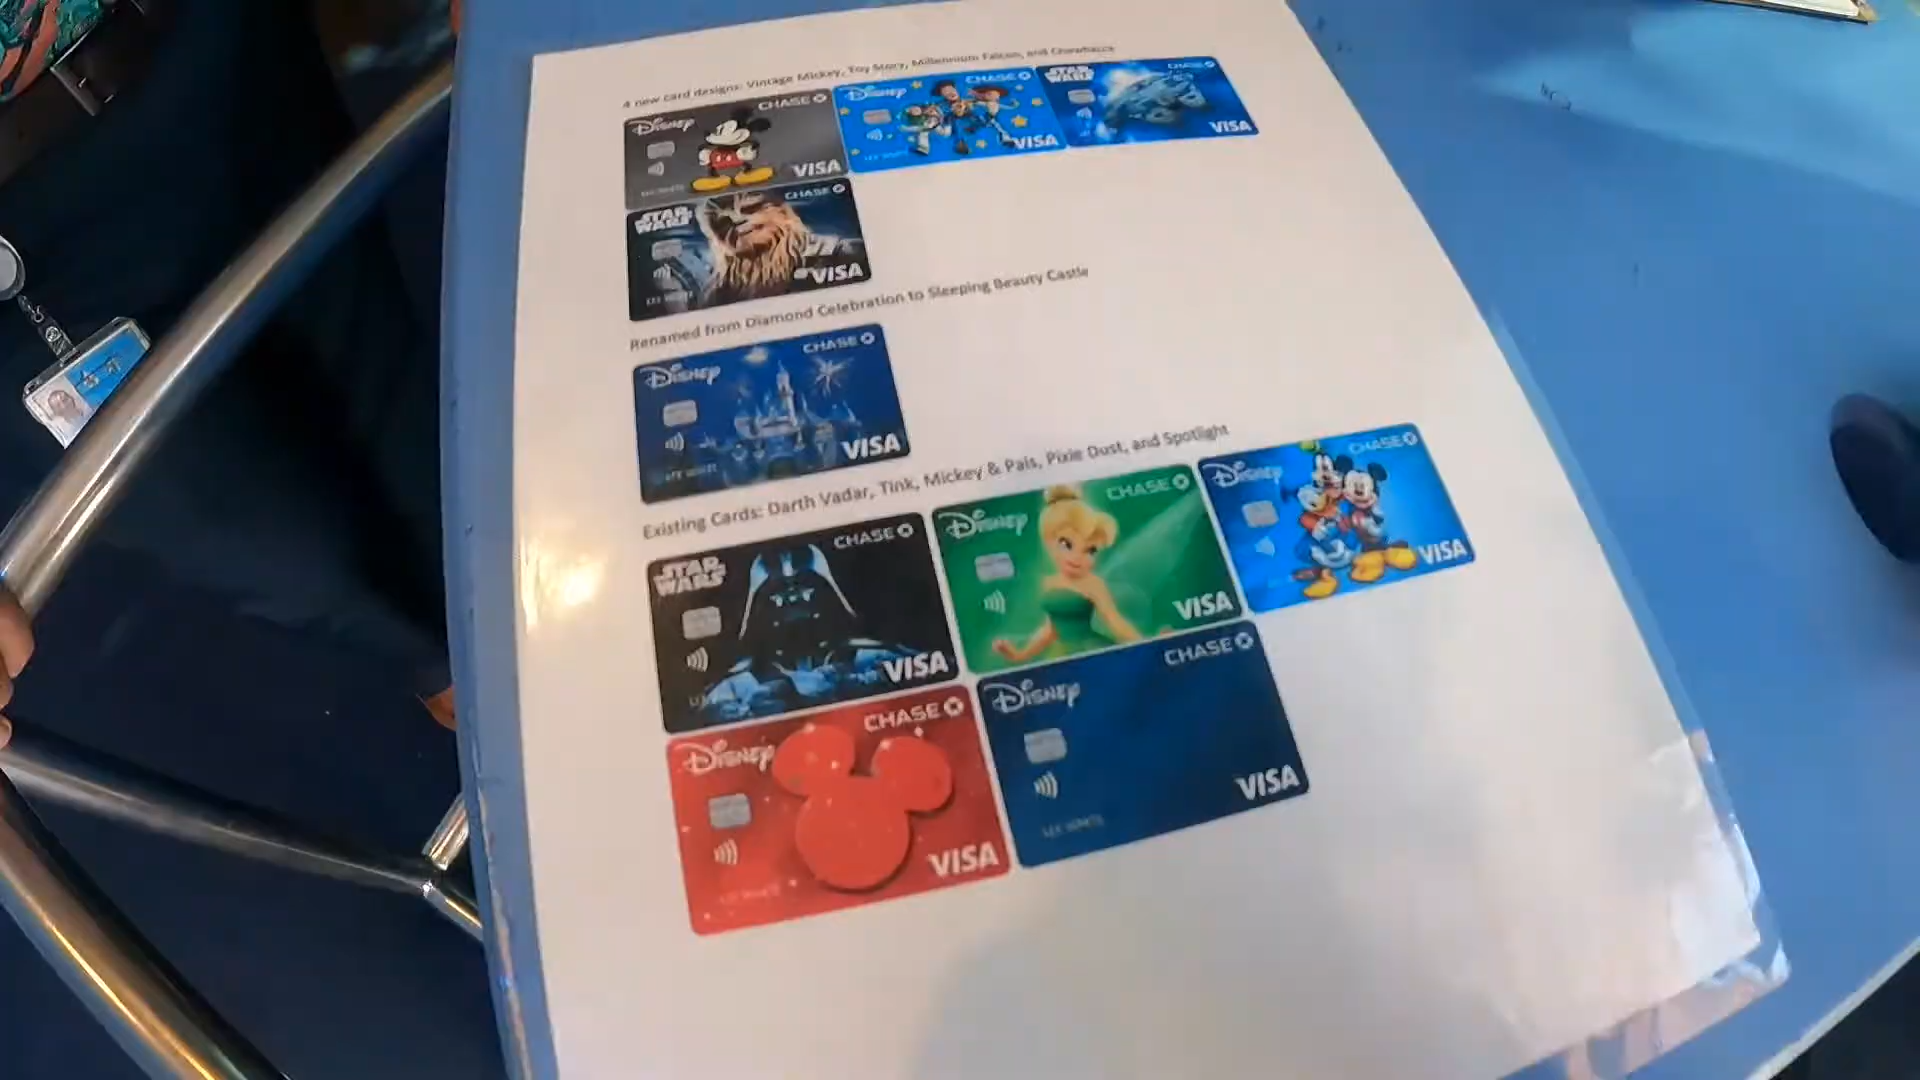 4 new card designs: Vintage Mickey, Toy Story, Millennium Falcon, and Chewbacca
Disney CHASE VISA
Disney CHASE VISA
STAR WARS CHASE VISA
STAR WARS CHASE VISA
Renamed from Diamond Celebration to Sleeping Beauty Castle
Disney CHASE VISA
Existing Cards: Darth Vadar, Tink, Mickey & Pals, Pixie Dust, and Spotlight
STAR WARS CHASE VISA
Disney CHASE VISA
Disney CHASE VISA
Disney CHASE VISA
Disney CHASE VISA